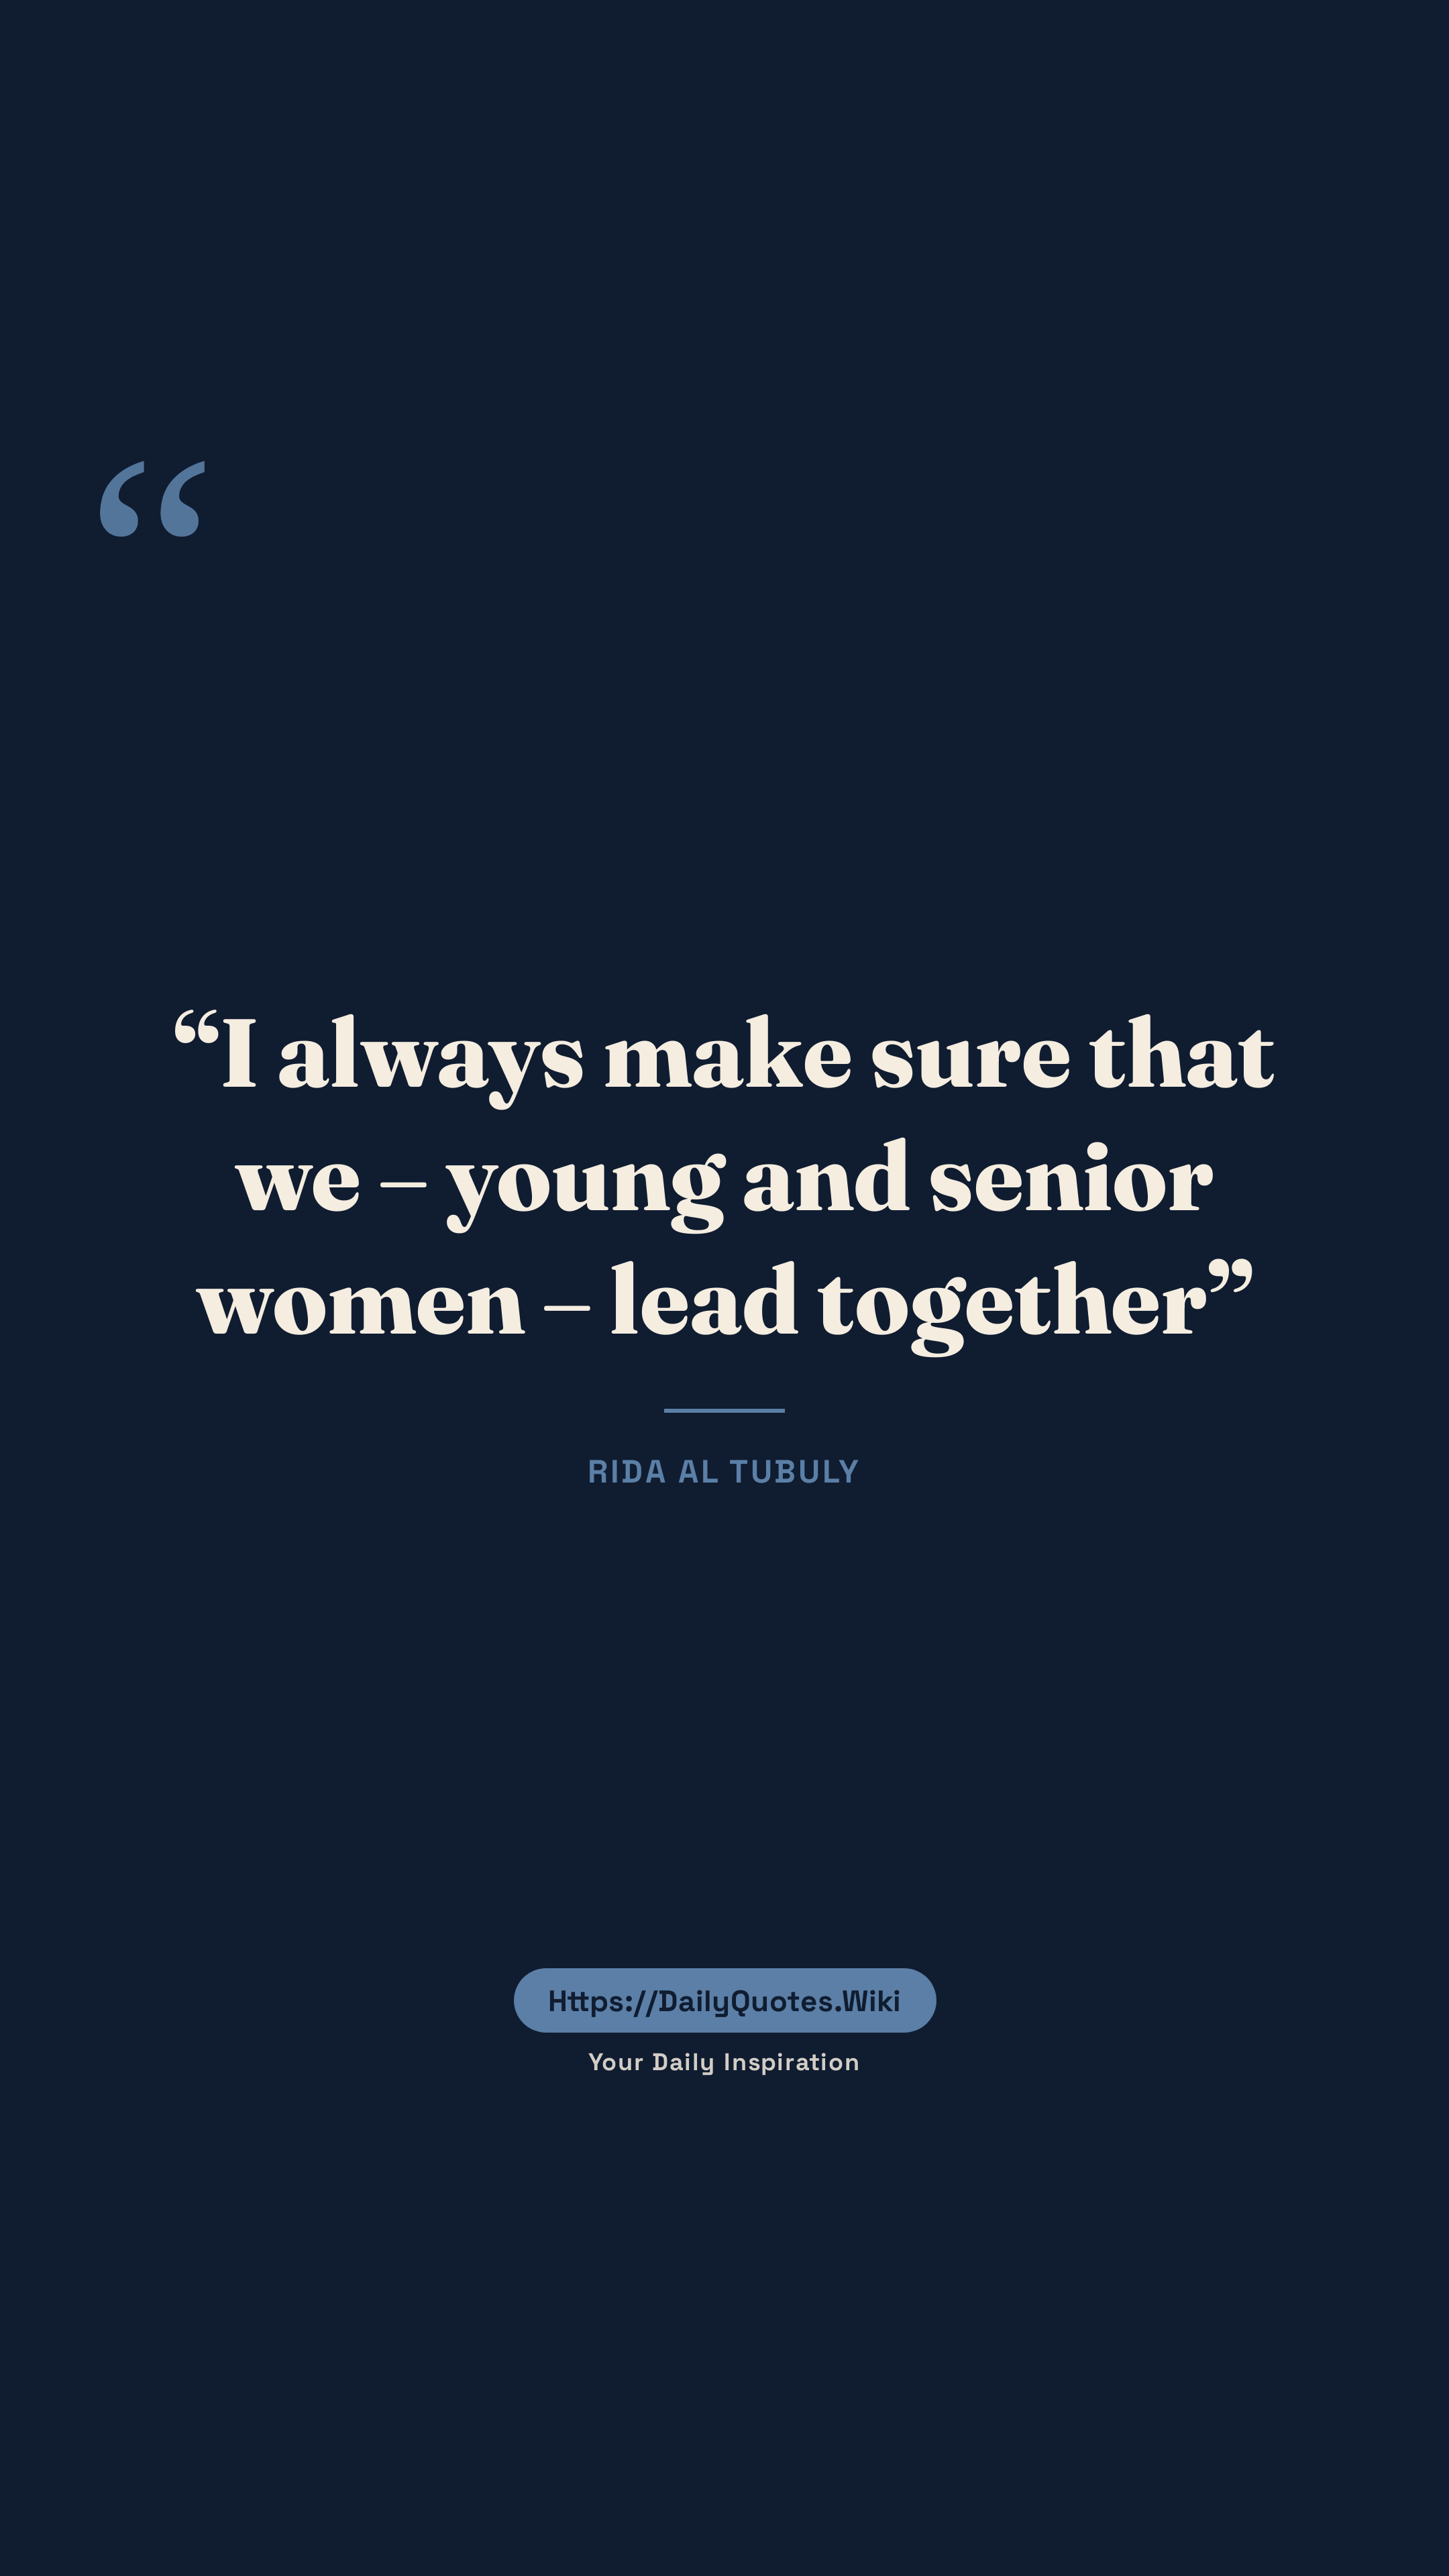 “
“I always make sure that
we – young and senior
women – lead together”
RIDA AL TUBULY
Https://DailyQuotes.Wiki
Your Daily Inspiration